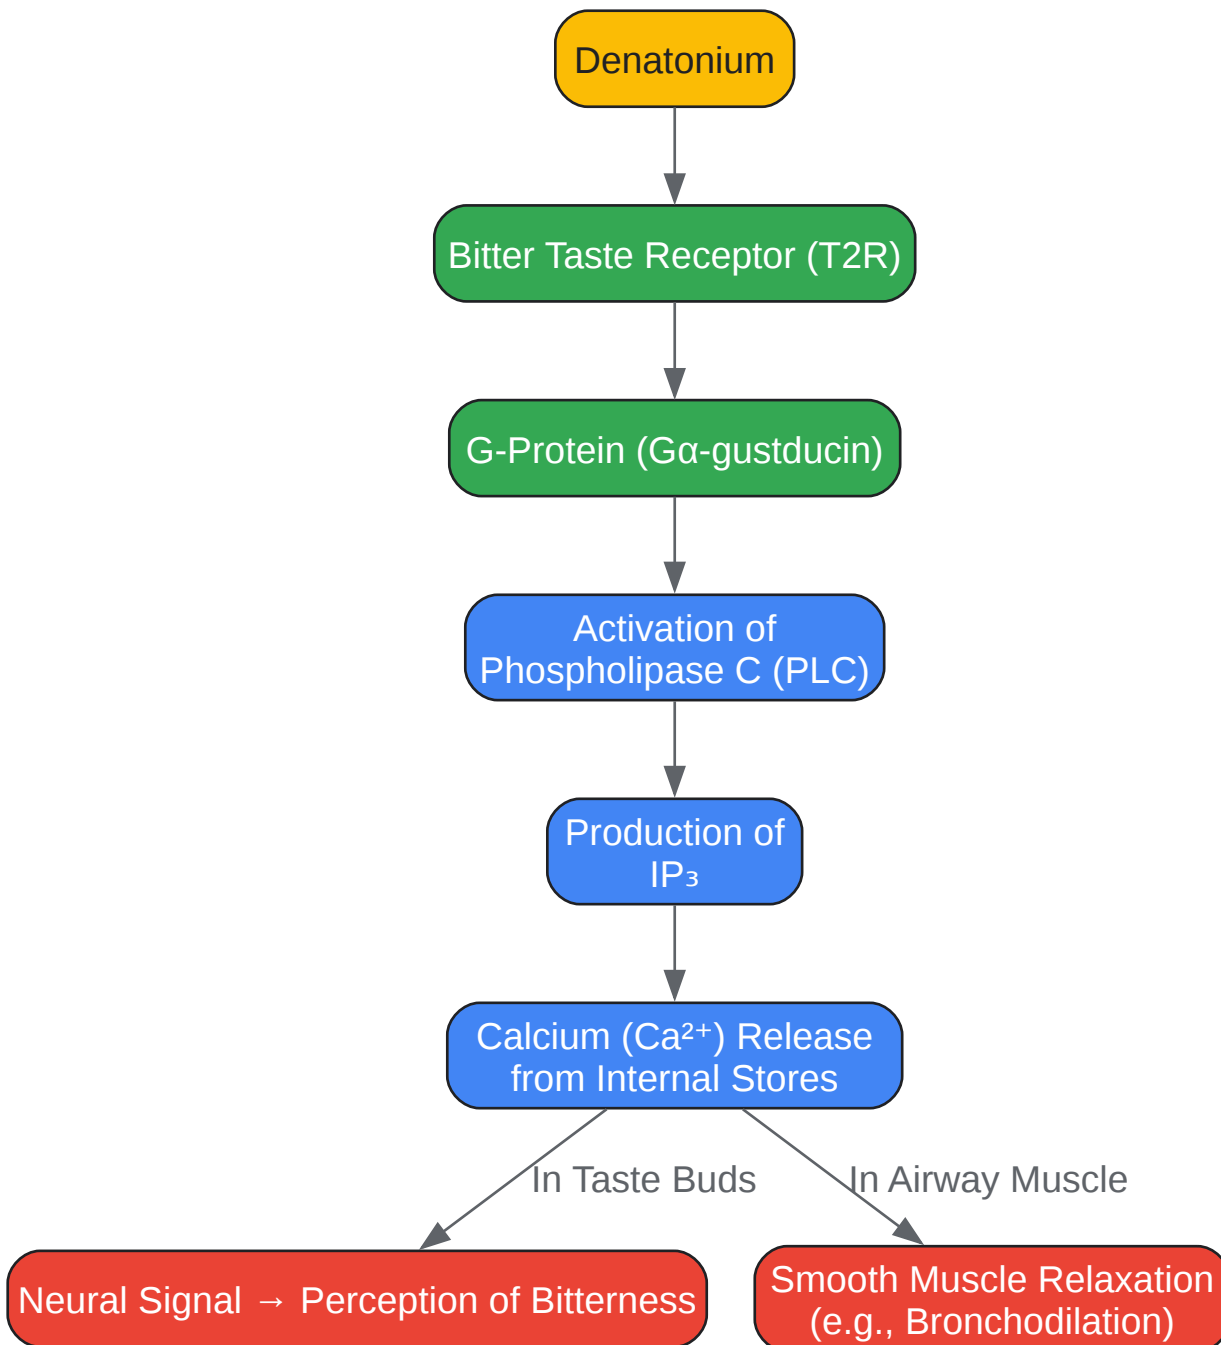 Denatonium
Bitter Taste Receptor (T2R)
G-Protein (Gα-gustducin)
Activation of
Phospholipase C (PLC)
Production of
IP₃
Calcium (Ca²⁺) Release
from Internal Stores
In Taste Buds
In Airway Muscle
Neural Signal → Perception of Bitterness
Smooth Muscle Relaxation
(e.g., Bronchodilation)